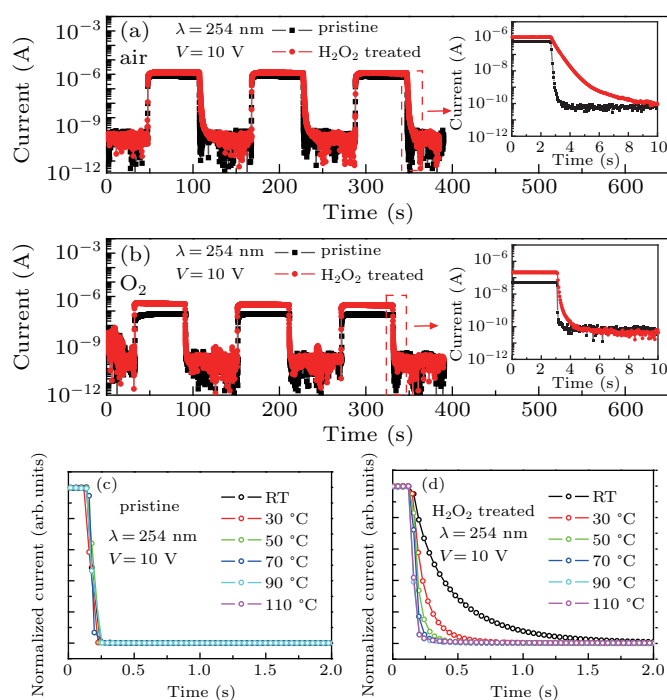 (a)
air
λ = 254 nm
V = 10 V
pristine
H₂O₂ treated
Current (A)
10⁻³
10⁻⁶
10⁻⁹
10⁻¹²
0 100 200 300 400 500 600
Time (s)
Current (A)
10⁻⁶
10⁻⁸
10⁻¹⁰
10⁻¹²
0 2 4 6 8 10
Time (s)
(b)
O₂
λ = 254 nm
V = 10 V
pristine
H₂O₂ treated
Current (A)
10⁻³
10⁻⁶
10⁻⁹
10⁻¹²
0 100 200 300 400 500 600
Time (s)
Current (A)
10⁻⁶
10⁻⁸
10⁻¹⁰
10⁻¹²
0 2 4 6 8 10
Time (s)
(c)
pristine
λ = 254 nm
V = 10 V
RT
30 °C
50 °C
70 °C
90 °C
110 °C
Normalized current (arb.units)
0 0.5 1.0 1.5 2.0
Time (s)
(d)
H₂O₂ treated
λ = 254 nm
V = 10 V
RT
30 °C
50 °C
70 °C
90 °C
110 °C
Normalized current (arb.units)
0 0.5 1.0 1.5 2.0
Time (s)